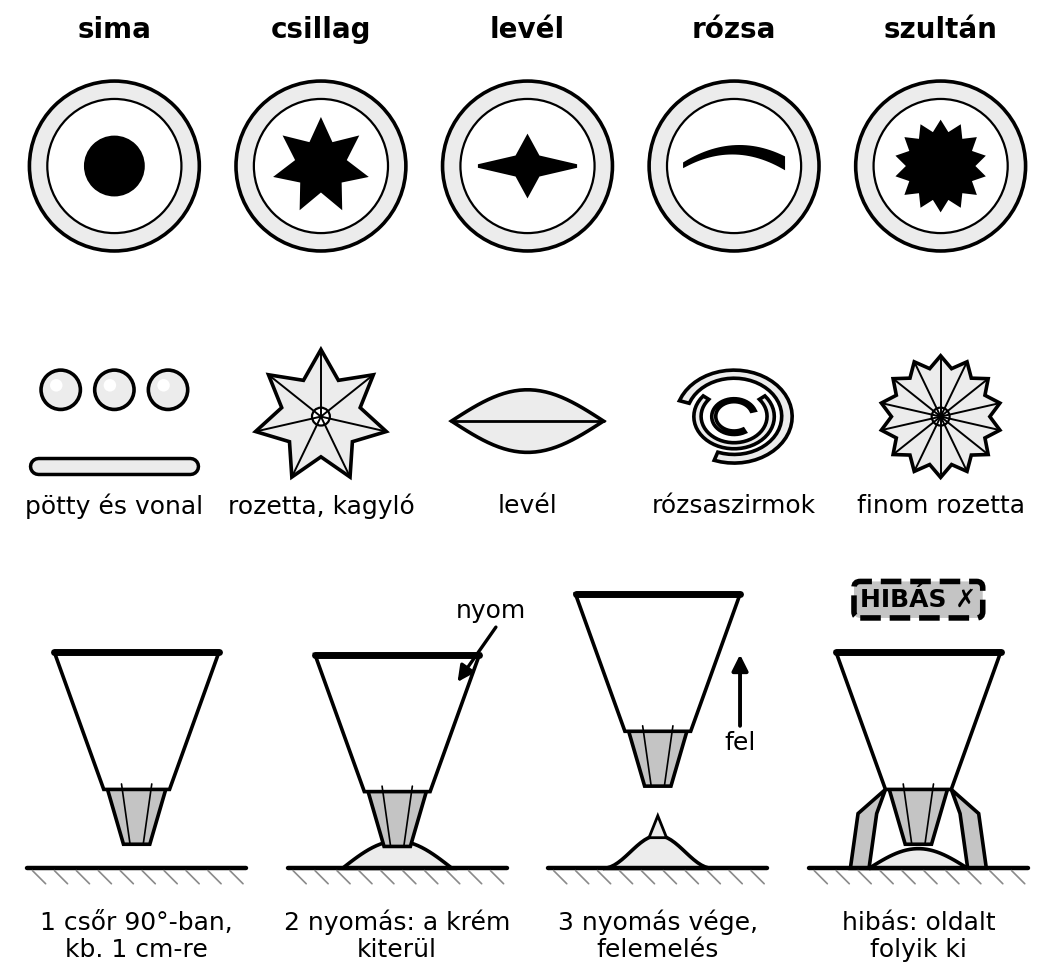 sima csillag levél rózsa szultán
pötty és vonal rozetta, kagyló levél rózsaszirmok finom rozetta
HIBÁS ✗
nyom
fel
1 csőr 90°-ban,
kb. 1 cm-re
2 nyomás: a krém
kiterül
3 nyomás vége,
felemelés
hibás: oldalt
folyik ki